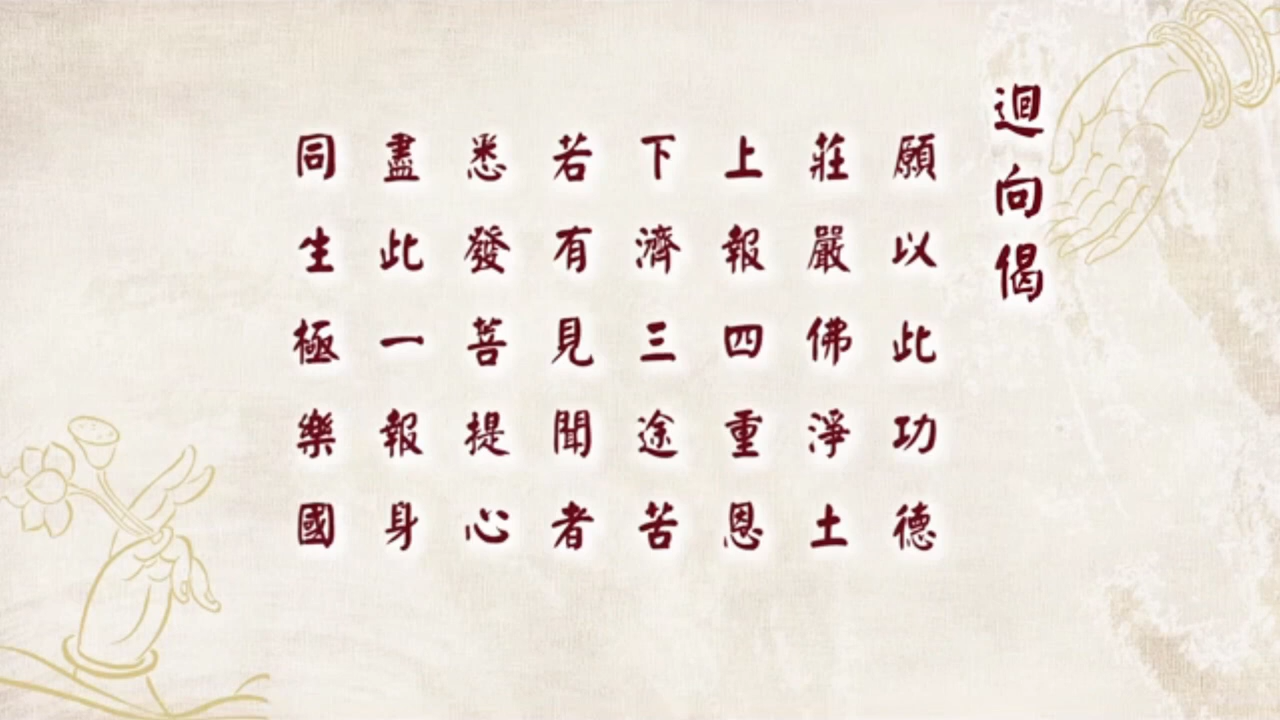 迴向偈
願以此功德
莊嚴佛淨土
上報四重恩
下濟三途苦
若有見聞者
悉發菩提心
盡此一報身
同生極樂國